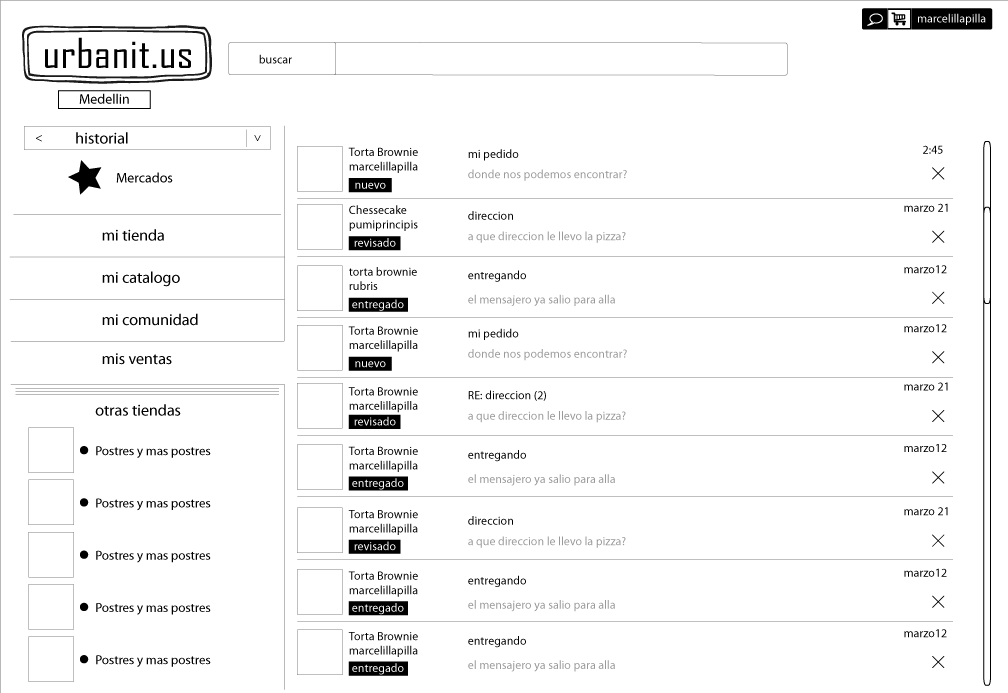 marcelillapilla
urbanit.us
buscar
Medellin
< historial v
Mercados
mi tienda
mi catalogo
mi comunidad
mis ventas
otras tiendas
Postres y mas postres
Postres y mas postres
Postres y mas postres
Postres y mas postres
Postres y mas postres
Torta Brownie
marcelillapilla
nuevo
mi pedido
donde nos podemos encontrar?
2:45
Chessecake
pumiprincipis
revisado
direccion
a que direccion le llevo la pizza?
marzo 21
torta brownie
rubris
entregado
entregando
el mensajero ya salio para alla
marzo12
Torta Brownie
marcelillapilla
nuevo
mi pedido
donde nos podemos encontrar?
marzo12
Torta Brownie
marcelillapilla
revisado
RE: direccion (2)
a que direccion le llevo la pizza?
marzo 21
Torta Brownie
marcelillapilla
entregado
entregando
el mensajero ya salio para alla
marzo12
Torta Brownie
marcelillapilla
revisado
direccion
a que direccion le llevo la pizza?
marzo 21
Torta Brownie
marcelillapilla
entregado
entregando
el mensajero ya salio para alla
marzo12
Torta Brownie
marcelillapilla
entregado
entregando
el mensajero ya salio para alla
marzo12